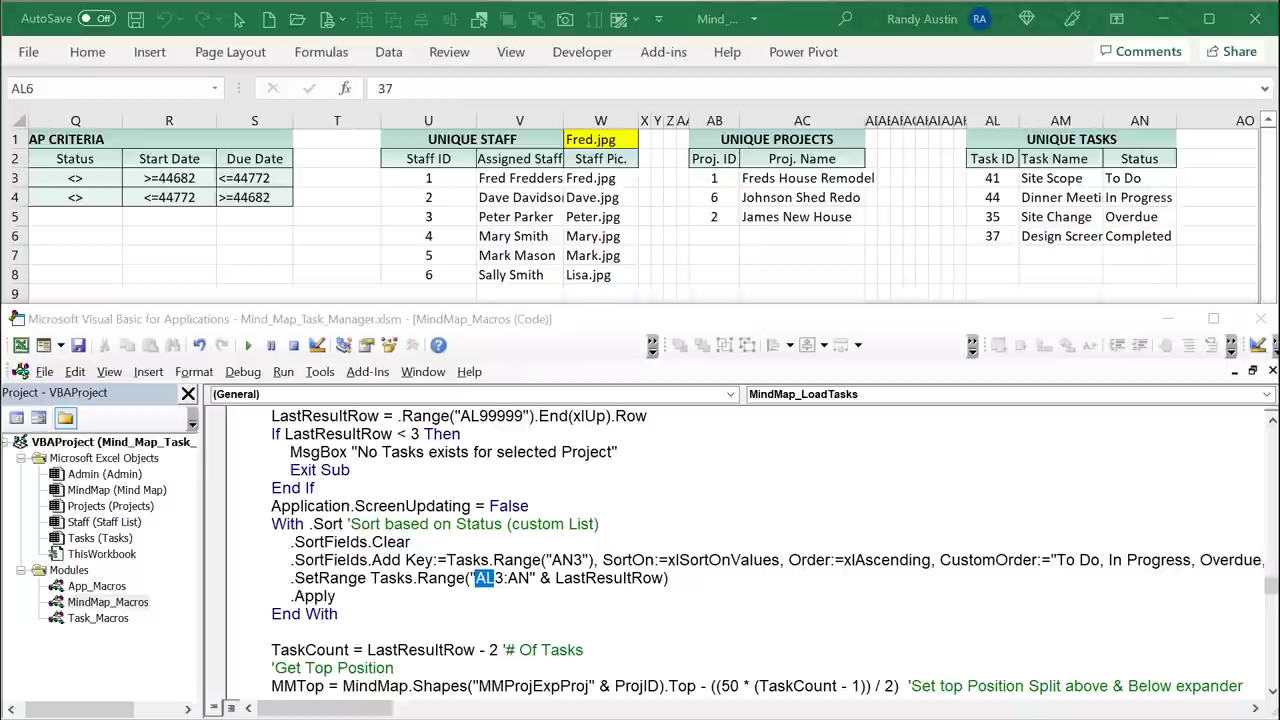 AutoSave Off Mind_... Randy Austin RA
File Home Insert Page Layout Formulas Data Review View Developer Add-ins Help Power Pivot Comments Share
AL6 fx 37
Q R S T U V W X Y Z AB AC AL AM AN AO
1 AP CRITERIA UNIQUE STAFF Fred.jpg UNIQUE PROJECTS UNIQUE TASKS
2 Status Start Date Due Date Staff ID Assigned Staff Staff Pic. Proj. ID Proj. Name Task ID Task Name Status
3 <> >=44682 <=44772 1 Fred Fredders Fred.jpg 1 Freds House Remodel 41 Site Scope To Do
4 <> <=44772 >=44682 2 Dave Davidso Dave.jpg 6 Johnson Shed Redo 44 Dinner Meeti In Progress
5 3 Peter Parker Peter.jpg 2 James New House 35 Site Change Overdue
6 4 Mary Smith Mary.jpg 37 Design Screer Completed
7 5 Mark Mason Mark.jpg
8 6 Sally Smith Lisa.jpg
9
Microsoft Visual Basic for Applications - Mind_Map_Task_Manager.xlsm - [MindMap_Macros (Code)]
File Edit View Insert Format Debug Run Tools Add-Ins Window Help
Project - VBAProject
(General) MindMap_LoadTasks
VBAProject (Mind_Map_Task_
Microsoft Excel Objects
Admin (Admin)
MindMap (Mind Map)
Projects (Projects)
Staff (Staff List)
Tasks (Tasks)
ThisWorkbook
Modules
App_Macros
MindMap_Macros
Task_Macros
LastResultRow = .Range("AL99999").End(xlUp).Row
If LastResultRow < 3 Then
MsgBox "No Tasks exists for selected Project"
Exit Sub
End If
Application.ScreenUpdating = False
With .Sort 'Sort based on Status (custom List)
.SortFields.Clear
.SortFields.Add Key:=Tasks.Range("AN3"), SortOn:=xlSortOnValues, Order:=xlAscending, CustomOrder:="To Do, In Progress, Overdue,
.SetRange Tasks.Range("AL3:AN" & LastResultRow)
.Apply
End With
TaskCount = LastResultRow - 2 '# Of Tasks
'Get Top Position
MMTop = MindMap.Shapes("MMProjExpProj" & ProjID).Top - ((50 * (TaskCount - 1)) / 2) 'Set top Position Split above & Below expander